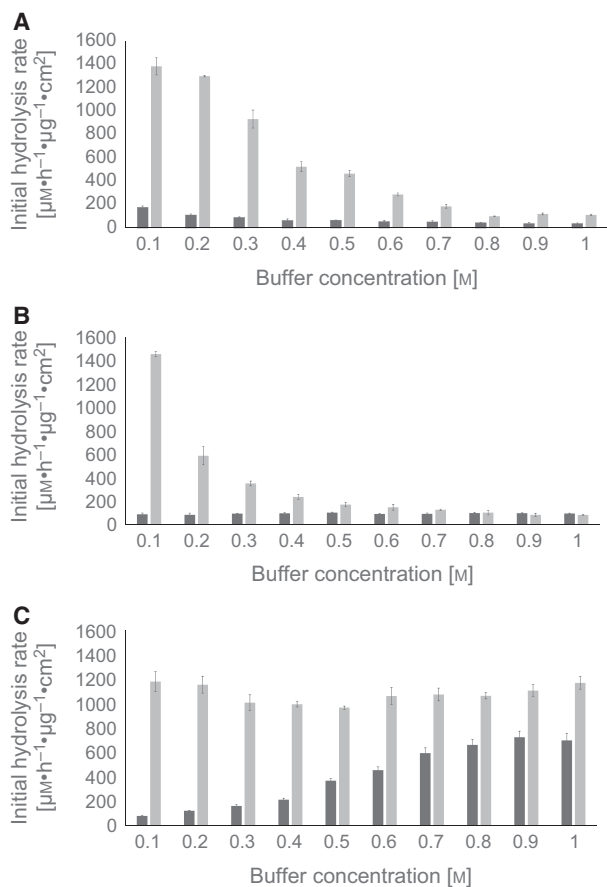 A
Initial hydrolysis rate
[µM•h⁻¹•µg⁻¹•cm²]
1600
1400
1200
1000
800
600
400
200
0
0.1 0.2 0.3 0.4 0.5 0.6 0.7 0.8 0.9 1
Buffer concentration [M]
B
Initial hydrolysis rate
[µM•h⁻¹•µg⁻¹•cm²]
1600
1400
1200
1000
800
600
400
200
0
0.1 0.2 0.3 0.4 0.5 0.6 0.7 0.8 0.9 1
Buffer concentration [M]
C
Initial hydrolysis rate
[µM•h⁻¹•µg⁻¹•cm²]
1600
1400
1200
1000
800
600
400
200
0
0.1 0.2 0.3 0.4 0.5 0.6 0.7 0.8 0.9 1
Buffer concentration [M]